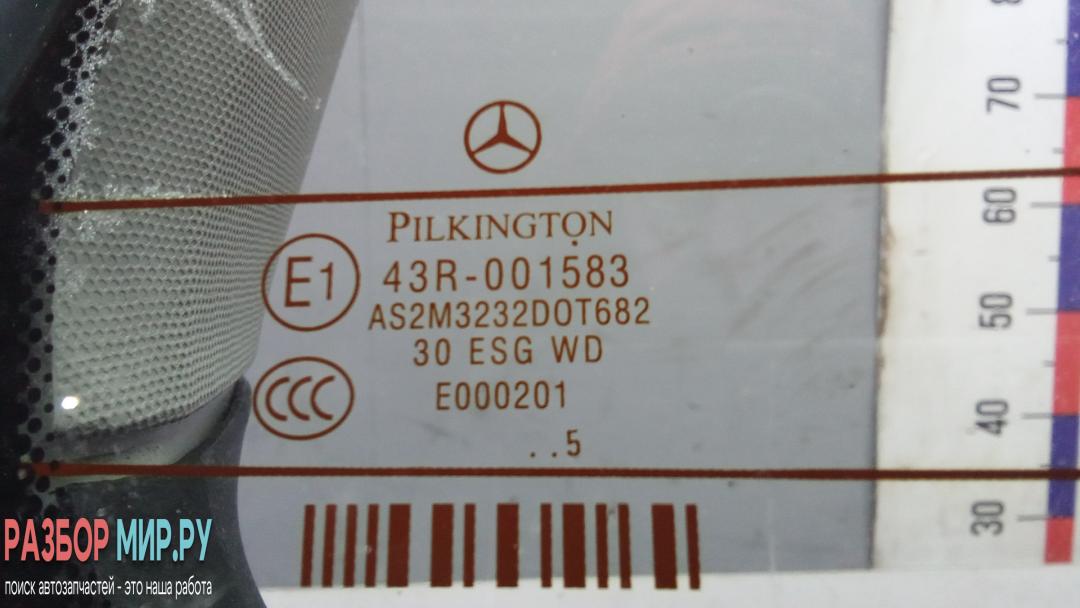 PILKINGTON
E1
43R-001583
AS2M3232DOT682
30 ESG WD
CCC
E000201
..5
70
60
50
40
30
РАЗБОР МИР.РУ
поиск автозапчастей - это наша работа